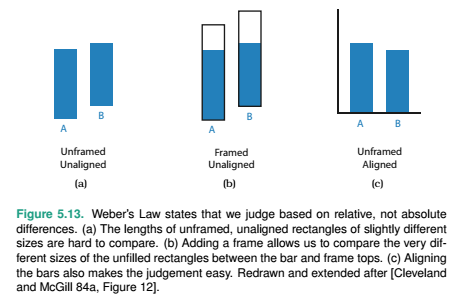 A
B
A
B
A
B
Unframed
Unaligned
Framed
Unaligned
Unframed
Aligned
(a)
(b)
(c)
Figure 5.13. Weber's Law states that we judge based on relative, not absolute
differences. (a) The lengths of unframed, unaligned rectangles of slightly different
sizes are hard to compare. (b) Adding a frame allows us to compare the very dif-
ferent sizes of the unfilled rectangles between the bar and frame tops. (c) Aligning
the bars also makes the judgement easy. Redrawn and extended after [Cleveland
and McGill 84a, Figure 12].